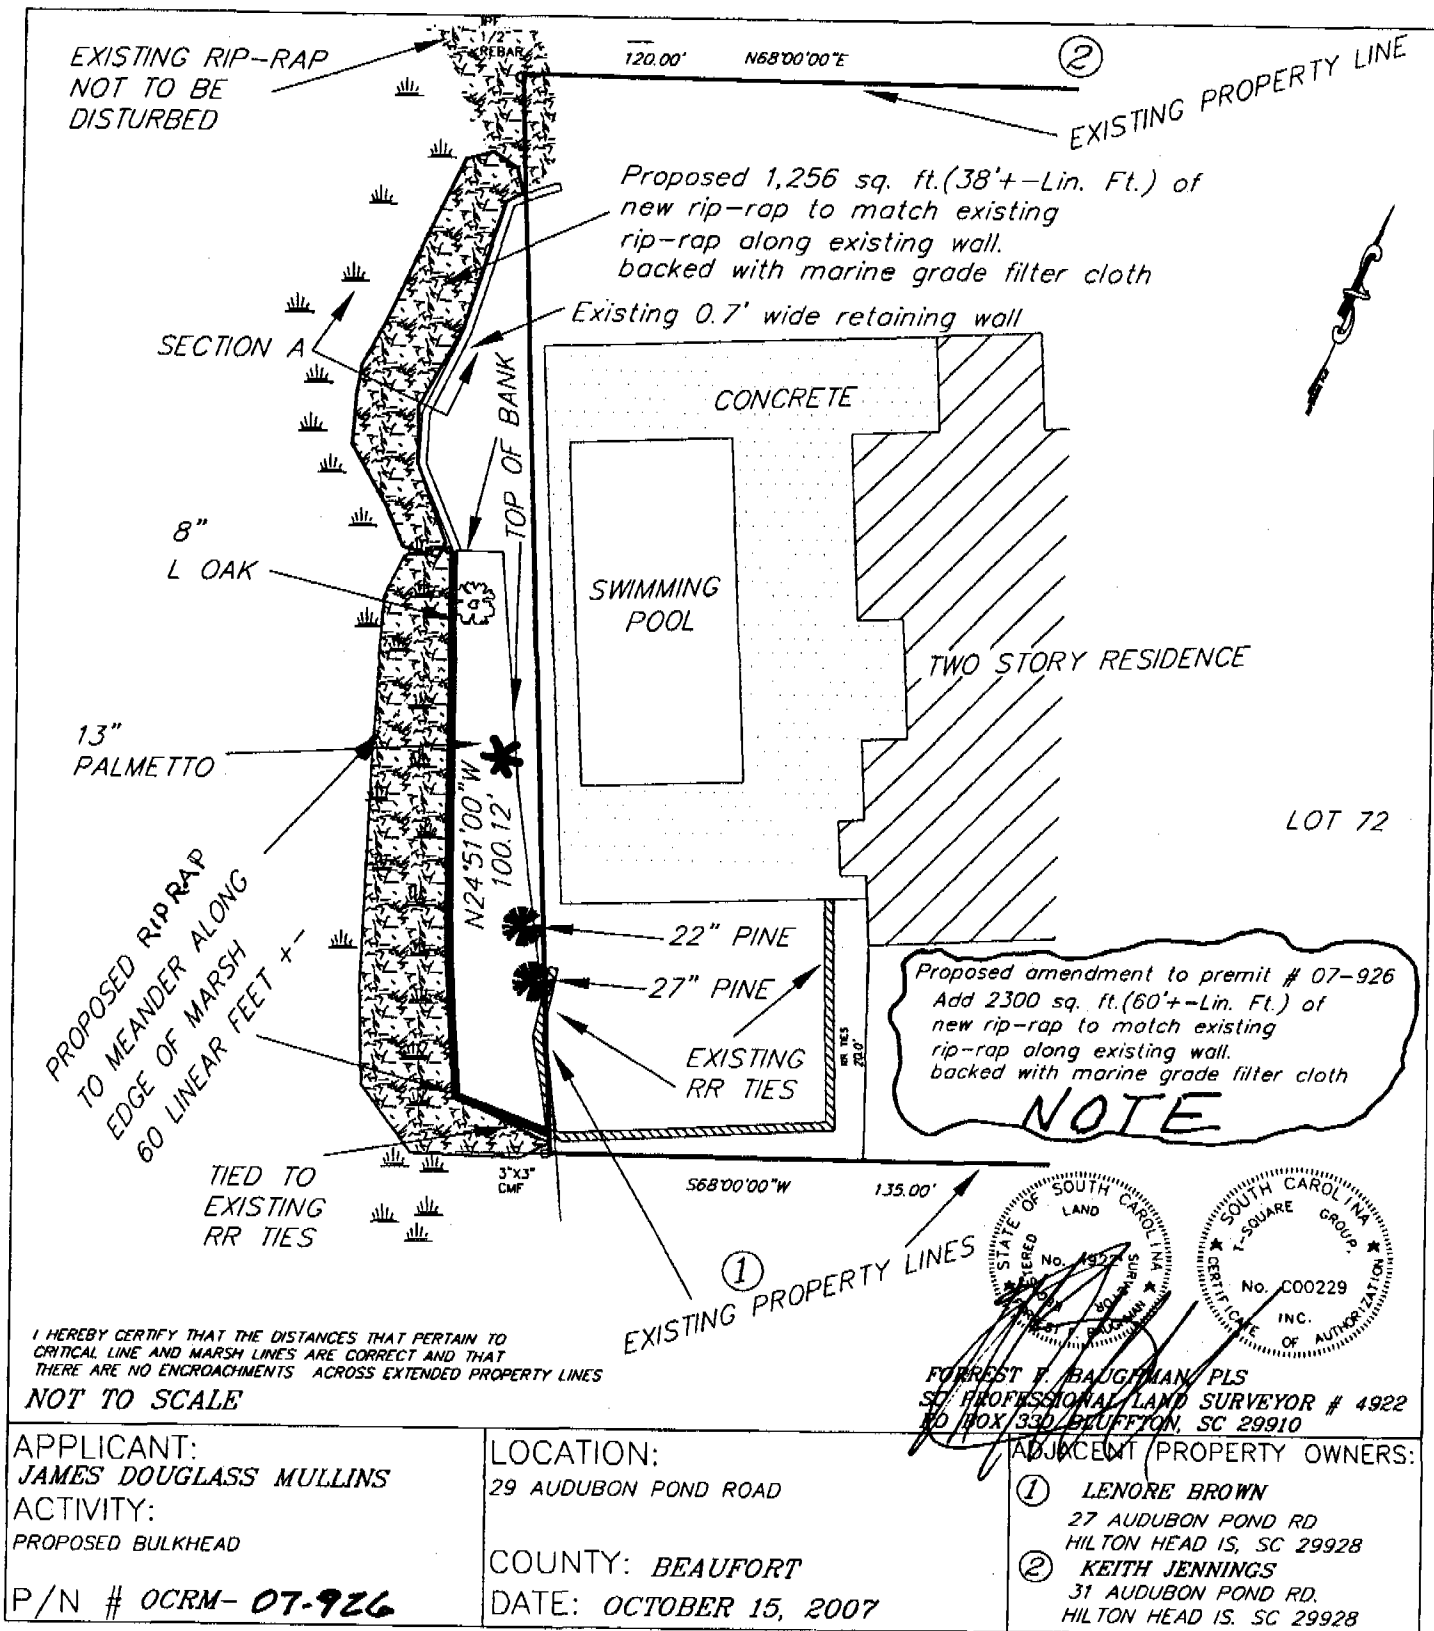 EXISTING RIP-RAP
NOT TO BE
DISTURBED
IPF
1/2"
REBAR
120.00'
N68°00'00"E
2
EXISTING PROPERTY LINE
Proposed 1,256 sq. ft.(38'+-Lin. Ft.) of
new rip-rap to match existing
rip-rap along existing wall.
backed with marine grade filter cloth
Existing 0.7' wide retaining wall
SECTION A
TOP OF BANK
CONCRETE
8"
L OAK
SWIMMING
POOL
TWO STORY RESIDENCE
13"
PALMETTO
N24°51'00"W
100.12'
LOT 72
PROPOSED RIP RAP
TO MEANDER ALONG
EDGE OF MARSH
60 LINEAR FEET +-
22" PINE
27" PINE
EXISTING
RR TIES
RR TIES
20.0'
Proposed amendment to premit # 07-926
Add 2300 sq. ft.(60'+-Lin. Ft.) of
new rip-rap to match existing
rip-rap along existing wall.
backed with marine grade filter cloth
NOTE
TIED TO
EXISTING
RR TIES
3"X3"
CMF
S68°00'00"W
135.00'
1
EXISTING PROPERTY LINES
STATE OF SOUTH CAROLINA
LAND
No. 4922
SURVEYOR
SOUTH CAROLINA
T-SQUARE GROUP,
No. C00229
INC.
CERTIFICATE OF AUTHORIZATION
I HEREBY CERTIFY THAT THE DISTANCES THAT PERTAIN TO
CRITICAL LINE AND MARSH LINES ARE CORRECT AND THAT
THERE ARE NO ENCROACHMENTS ACROSS EXTENDED PROPERTY LINES
NOT TO SCALE
FORREST F. BAUGHMAN, PLS
SC PROFESSIONAL LAND SURVEYOR # 4922
PO BOX 330 BLUFFTON, SC 29910
APPLICANT:
JAMES DOUGLASS MULLINS
ACTIVITY:
PROPOSED BULKHEAD
P/N # OCRM- 07-926
LOCATION:
29 AUDUBON POND ROAD
COUNTY: BEAUFORT
DATE: OCTOBER 15, 2007
ADJACENT PROPERTY OWNERS:
1 LENORE BROWN
27 AUDUBON POND RD
HILTON HEAD IS, SC 29928
2 KEITH JENNINGS
31 AUDUBON POND RD.
HILTON HEAD IS. SC 29928